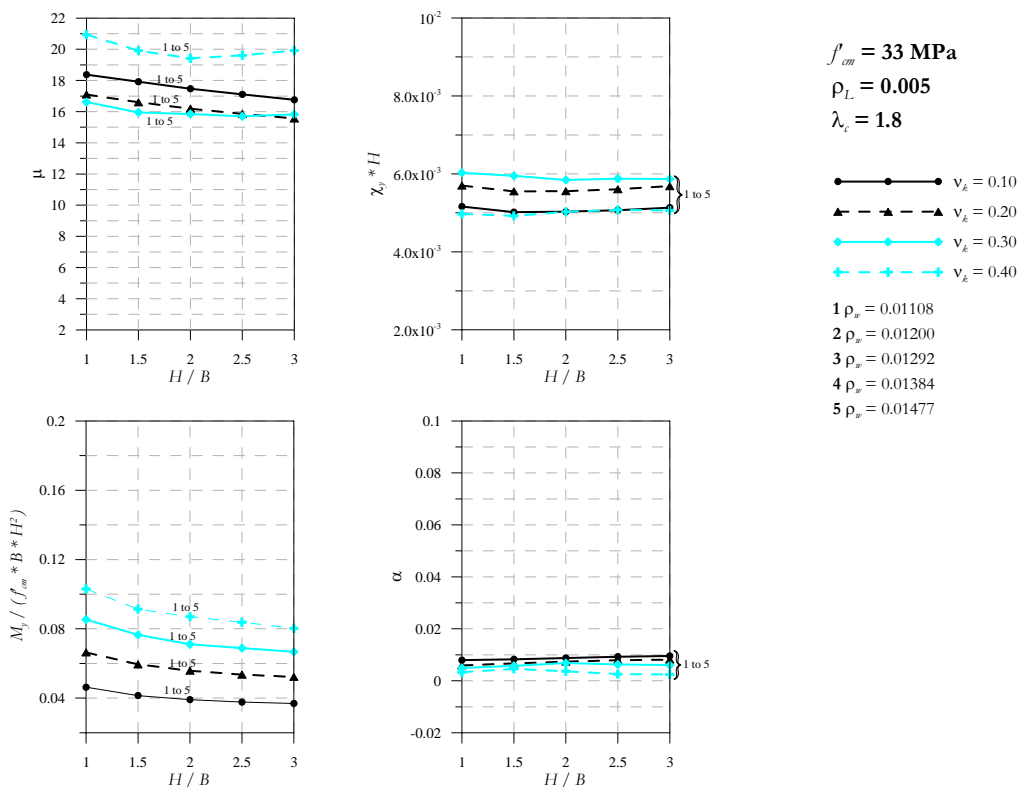 22
20
18
16
14
12
10
8
6
4
2
μ
1 to 5
1 to 5
1 to 5
1 to 5
1 1.5 2 2.5 3
H / B
10⁻²
8.0x10⁻³
6.0x10⁻³
4.0x10⁻³
2.0x10⁻³
χ_y * H
1 to 5
1 1.5 2 2.5 3
H / B
f'_cm = 33 MPa
ρ_L = 0.005
λ_c = 1.8
ν_k = 0.10
ν_k = 0.20
ν_k = 0.30
ν_k = 0.40
1 ρ_w = 0.01108
2 ρ_w = 0.01200
3 ρ_w = 0.01292
4 ρ_w = 0.01384
5 ρ_w = 0.01477
0.2
0.16
0.12
0.08
0.04
M_y / (f'_cm * B * H²)
1 to 5
1 to 5
1 to 5
1 to 5
1 1.5 2 2.5 3
H / B
0.1
0.08
0.06
0.04
0.02
0
-0.02
α
1 to 5
1 1.5 2 2.5 3
H / B